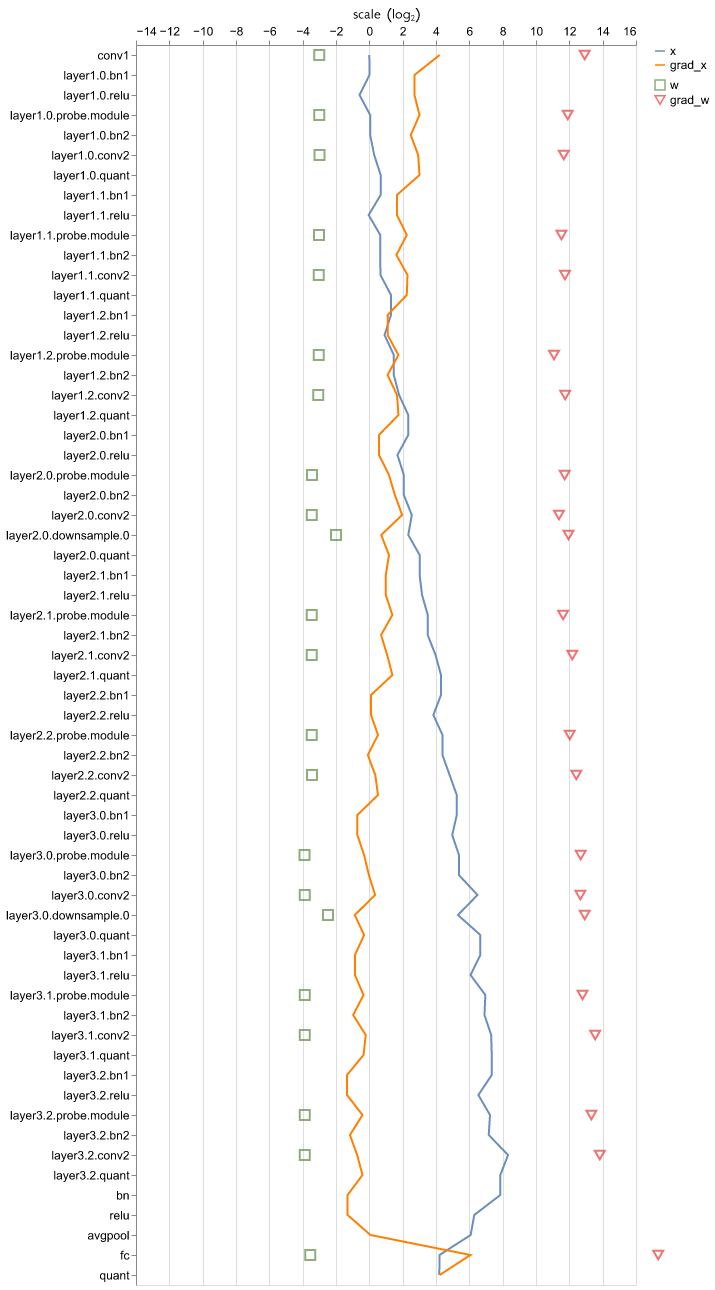 scale (log₂)
−14 −12 −10 −8 −6 −4 −2 0 2 4 6 8 10 12 14 16
x
grad_x
w
grad_w
conv1
layer1.0.bn1
layer1.0.relu
layer1.0.probe.module
layer1.0.bn2
layer1.0.conv2
layer1.0.quant
layer1.1.bn1
layer1.1.relu
layer1.1.probe.module
layer1.1.bn2
layer1.1.conv2
layer1.1.quant
layer1.2.bn1
layer1.2.relu
layer1.2.probe.module
layer1.2.bn2
layer1.2.conv2
layer1.2.quant
layer2.0.bn1
layer2.0.relu
layer2.0.probe.module
layer2.0.bn2
layer2.0.conv2
layer2.0.downsample.0
layer2.0.quant
layer2.1.bn1
layer2.1.relu
layer2.1.probe.module
layer2.1.bn2
layer2.1.conv2
layer2.1.quant
layer2.2.bn1
layer2.2.relu
layer2.2.probe.module
layer2.2.bn2
layer2.2.conv2
layer2.2.quant
layer3.0.bn1
layer3.0.relu
layer3.0.probe.module
layer3.0.bn2
layer3.0.conv2
layer3.0.downsample.0
layer3.0.quant
layer3.1.bn1
layer3.1.relu
layer3.1.probe.module
layer3.1.bn2
layer3.1.conv2
layer3.1.quant
layer3.2.bn1
layer3.2.relu
layer3.2.probe.module
layer3.2.bn2
layer3.2.conv2
layer3.2.quant
bn
relu
avgpool
fc
quant